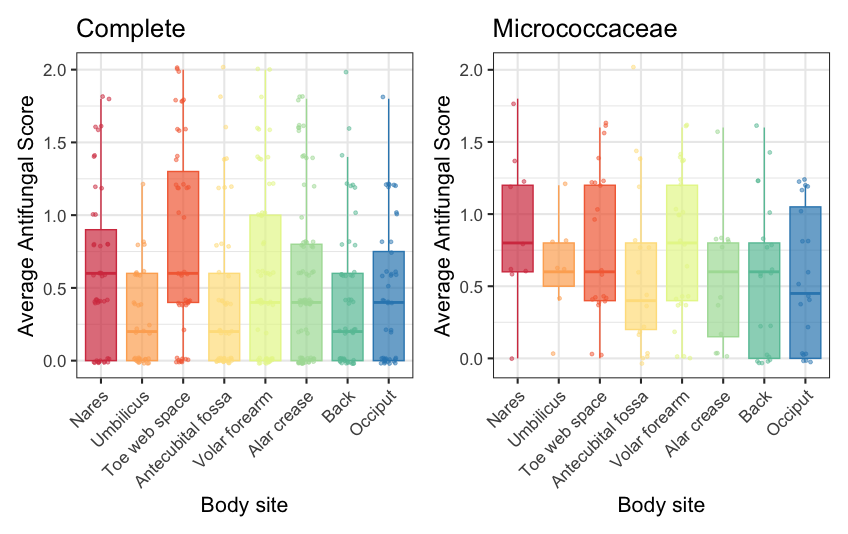 Complete
Average Antifungal Score
2.0
1.5
1.0
0.5
0.0
Nares
Umbilicus
Toe web space
Antecubital fossa
Volar forearm
Alar crease
Back
Occiput
Body site
Micrococcaceae
Average Antifungal Score
2.0
1.5
1.0
0.5
0.0
Nares
Umbilicus
Toe web space
Antecubital fossa
Volar forearm
Alar crease
Back
Occiput
Body site